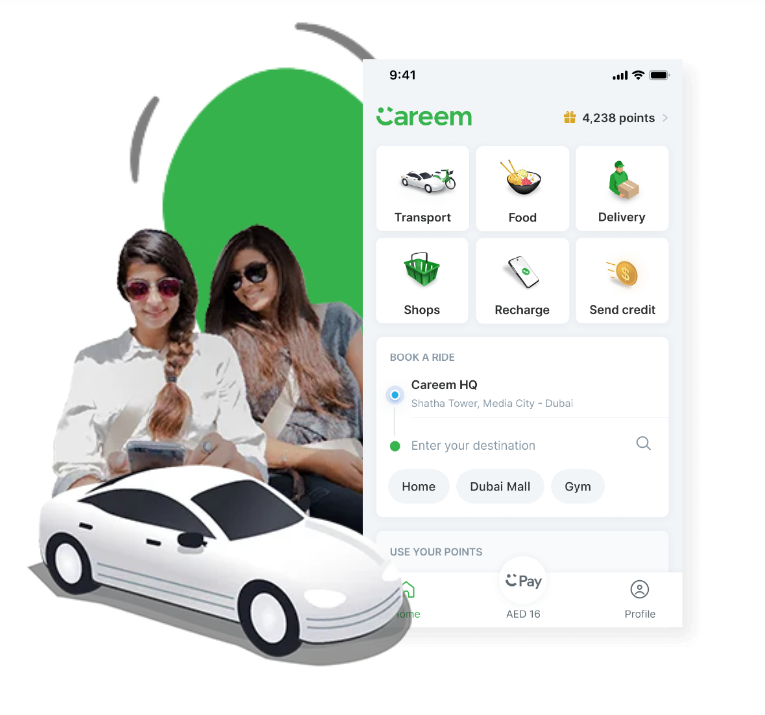 9:41
Careem
4,238 points
Transport
Food
Delivery
Shops
Recharge
Send credit
BOOK A RIDE
Careem HQ
Shatha Tower, Media City - Dubai
Enter your destination
Home
Dubai Mall
Gym
USE YOUR POINTS
Pay
ome
AED 16
Profile